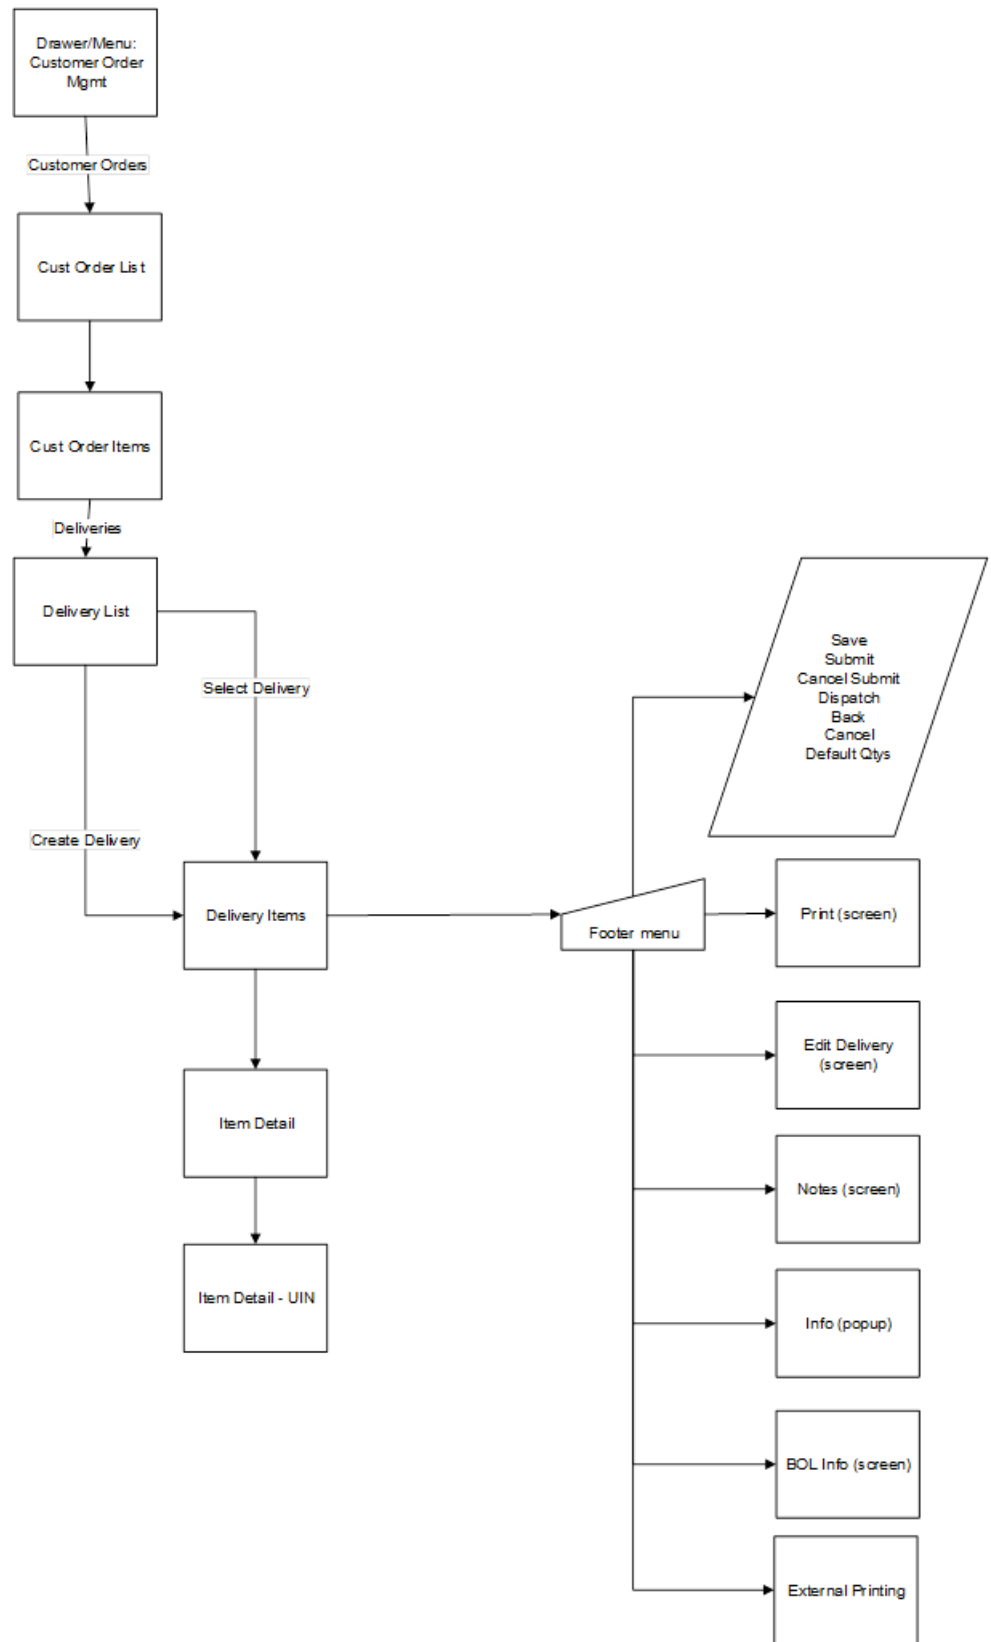 Drawer/Menu:
Customer Order
Mgmt
Customer Orders
Cust Order List
Cust Order Items
Deliveries
Delivery List
Select Delivery
Create Delivery
Delivery Items
Item Detail
Item Detail - UIN
Footer menu
Save
Submit
Cancel Submit
Dispatch
Back
Cancel
Default Qtys
Print (screen)
Edit Delivery
(screen)
Notes (screen)
Info (popup)
BOL Info (screen)
External Printing